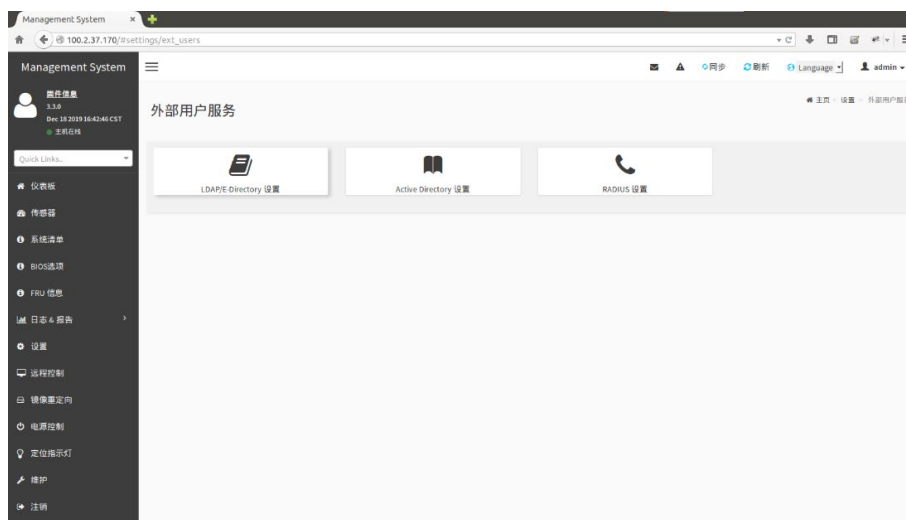 Management System
100.2.37.170/#settings/ext_users
Management System
同步
刷新
Language
admin
固件信息
3.3.0
Dec 18 2019 16:42:46 CST
主机在线
外部用户服务
主页 - 设置 - 外部用户服务
Quick Links...
LDAP/E-Directory 设置
Active Directory 设置
RADIUS 设置
仪表板
传感器
系统清单
BIOS选项
FRU 信息
日志 & 报告
设置
远程控制
镜像重定向
电源控制
定位指示灯
维护
注销